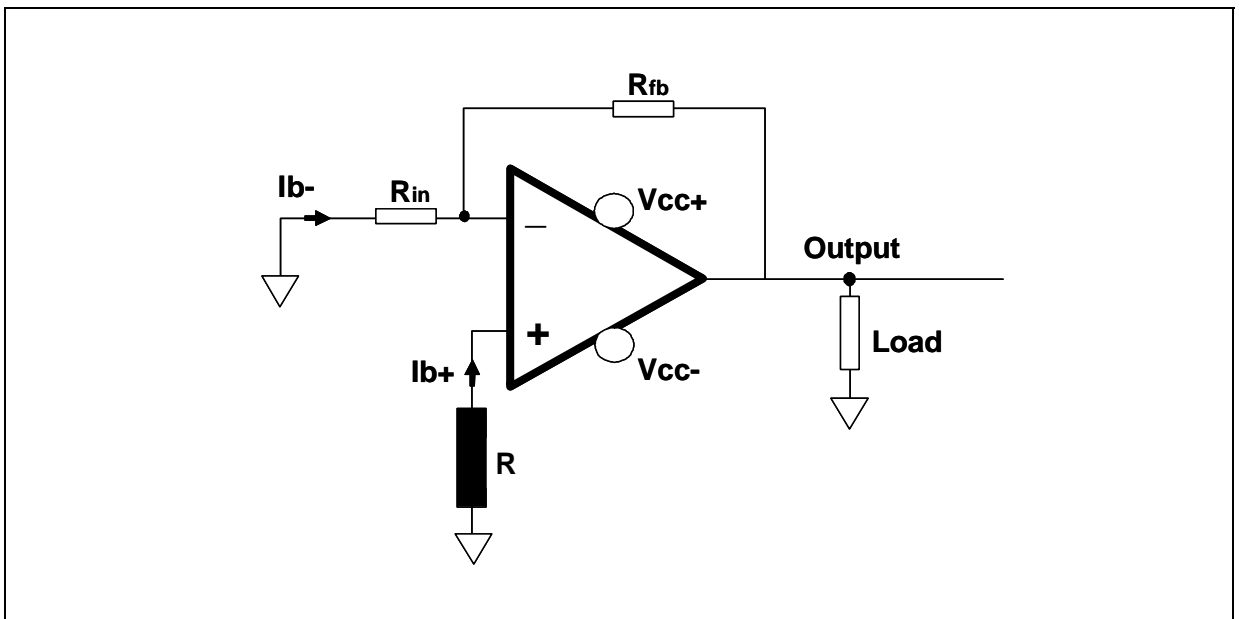 Rfb
Ib-
Rin
Vcc+
−
Output
+
Load
Ib+
Vcc-
R